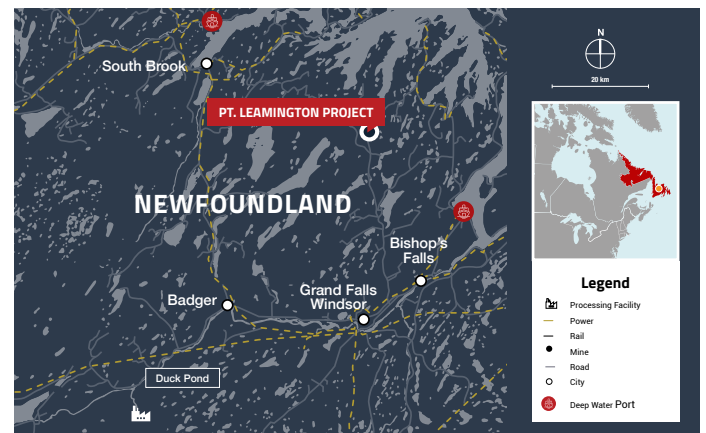 South Brook
PT. LEAMINGTON PROJECT
NEWFOUNDLAND
Bishop's
Falls
Grand Falls
Windsor
Badger
Duck Pond
N
20 km
Legend
Processing Facility
Power
Rail
Mine
Road
City
Deep Water Port